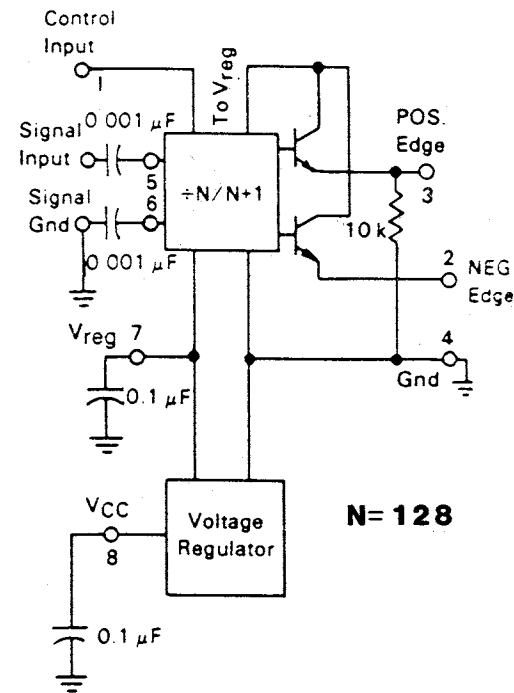 Control
Input
1
To Vreg
0 001 μF
Signal
Input
5
6
÷N/N+1
Signal
Gnd
0 001 μF
POS.
Edge
3
10 k
2
NEG
Edge
4
Gnd
Vreg 7
0.1 μF
VCC
8
Voltage
Regulator
N= 128
0.1 μF